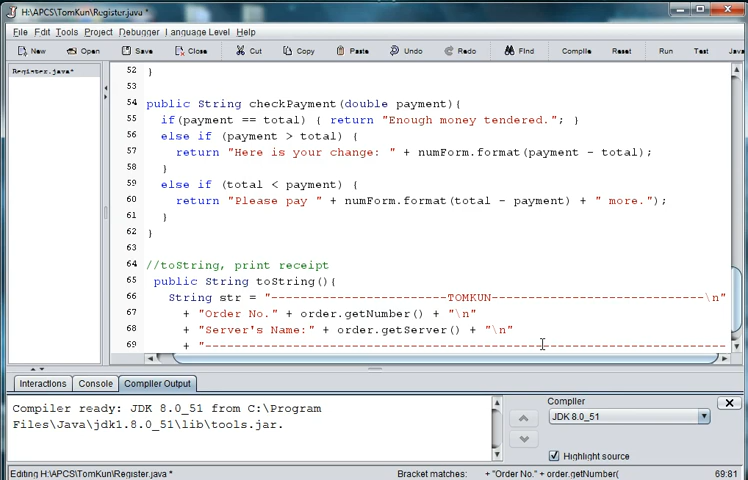 H:\APCS\TomKun\Register.java *
File Edit Tools Project Debugger Language Level Help
New Open Save Close Cut Copy Paste Undo Redo Find Compile Reset Run Test Java
Register.java*
52 }
53
54 public String checkPayment(double payment){
55 if(payment == total) { return "Enough money tendered."; }
56 else if (payment > total) {
57 return "Here is your change: " + numForm.format(payment - total);
58 }
59 else if (total < payment) {
60 return "Please pay " + numForm.format(total - payment) + " more.");
61 }
62 }
63
64 //toString, print receipt
65 public String toString(){
66 String str = "------------------------TOMKUN-----------------------------\n"
67 + "Order No." + order.getNumber() + "\n"
68 + "Server's Name:" + order.getServer() + "\n"
69 + "-----------------------------------------------------------------------
Interactions Console Compiler Output
Compiler ready: JDK 8.0_51 from C:\Program
Files\Java\jdk1.8.0_51\lib\tools.jar.
Compiler
JDK 8.0_51
Highlight source
Editing H:\APCS\TomKun\Register.java * Bracket matches: + "Order No." + order.getNumber( 69:81